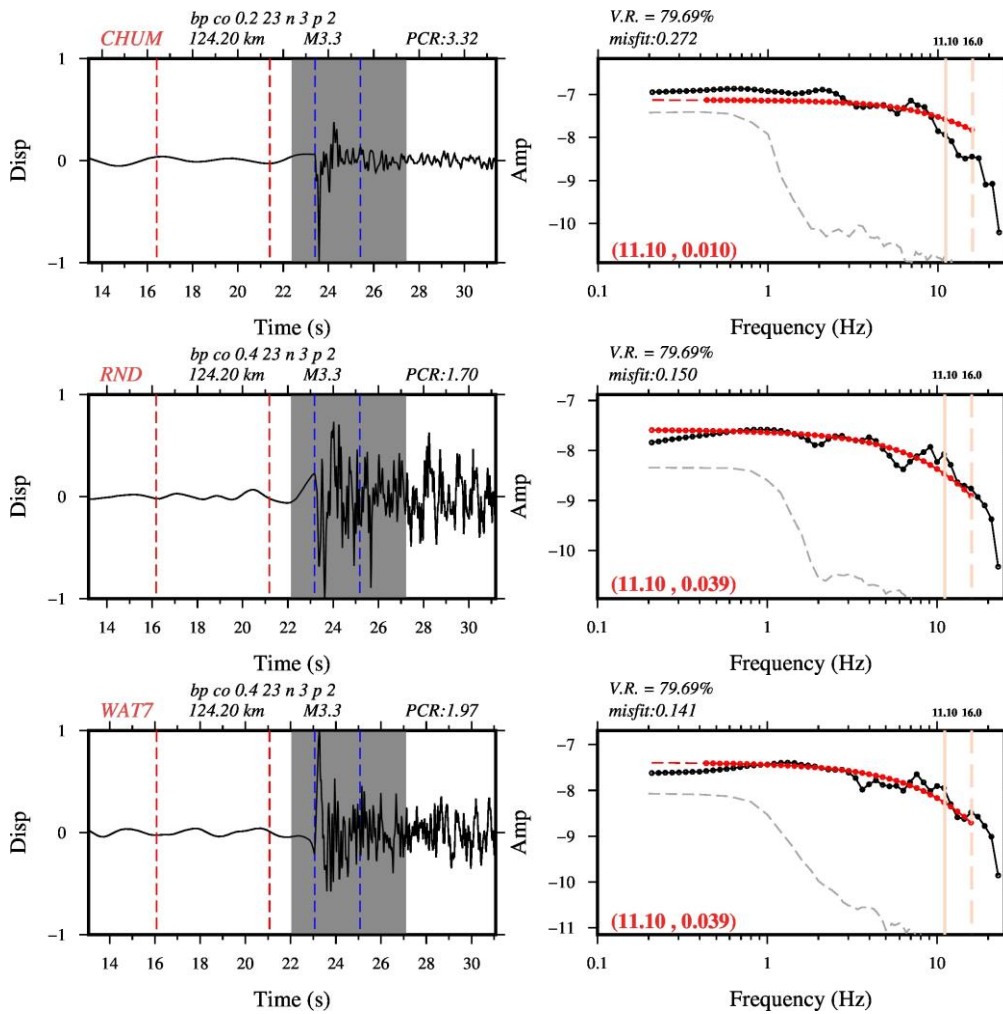 bp co 0.2 23 n 3 p 2
CHUM 124.20 km M3.3 PCR:3.32
V.R. = 79.69%
misfit:0.272 11.10 16.0
1
0
−1
Disp
14 16 18 20 22 24 26 28 30
Time (s)
−7
−8
−9
−10
Amp
(11.10 , 0.010)
0.1 1 10
Frequency (Hz)
bp co 0.4 23 n 3 p 2
RND 124.20 km M3.3 PCR:1.70
V.R. = 79.69%
misfit:0.150 11.10 16.0
1
0
−1
Disp
14 16 18 20 22 24 26 28 30
Time (s)
−7
−8
−9
−10
Amp
(11.10 , 0.039)
0.1 1 10
Frequency (Hz)
bp co 0.4 23 n 3 p 2
WAT7 124.20 km M3.3 PCR:1.97
V.R. = 79.69%
misfit:0.141 11.10 16.0
1
0
−1
Disp
14 16 18 20 22 24 26 28 30
Time (s)
−7
−8
−9
−10
−11
Amp
(11.10 , 0.039)
0.1 1 10
Frequency (Hz)